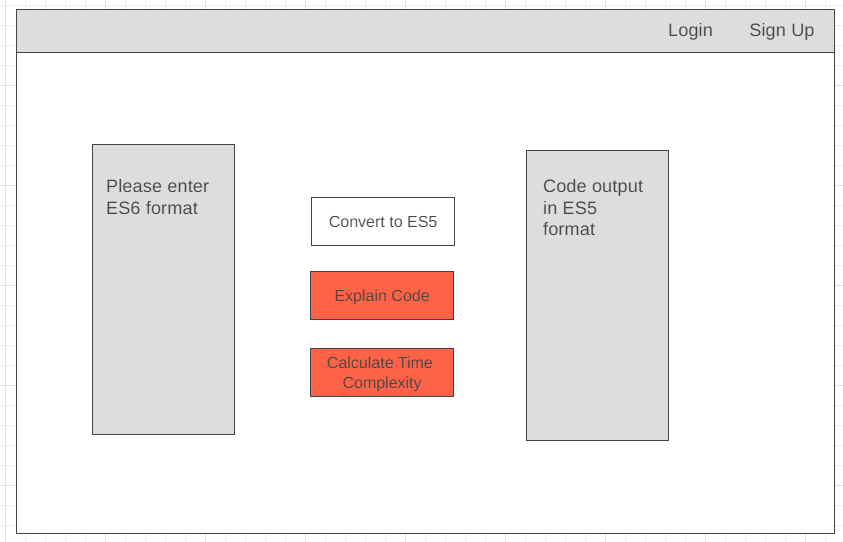 Login
Sign Up
Please enter
ES6 format
Convert to ES5
Explain Code
Calculate Time
Complexity
Code output
in ES5
format